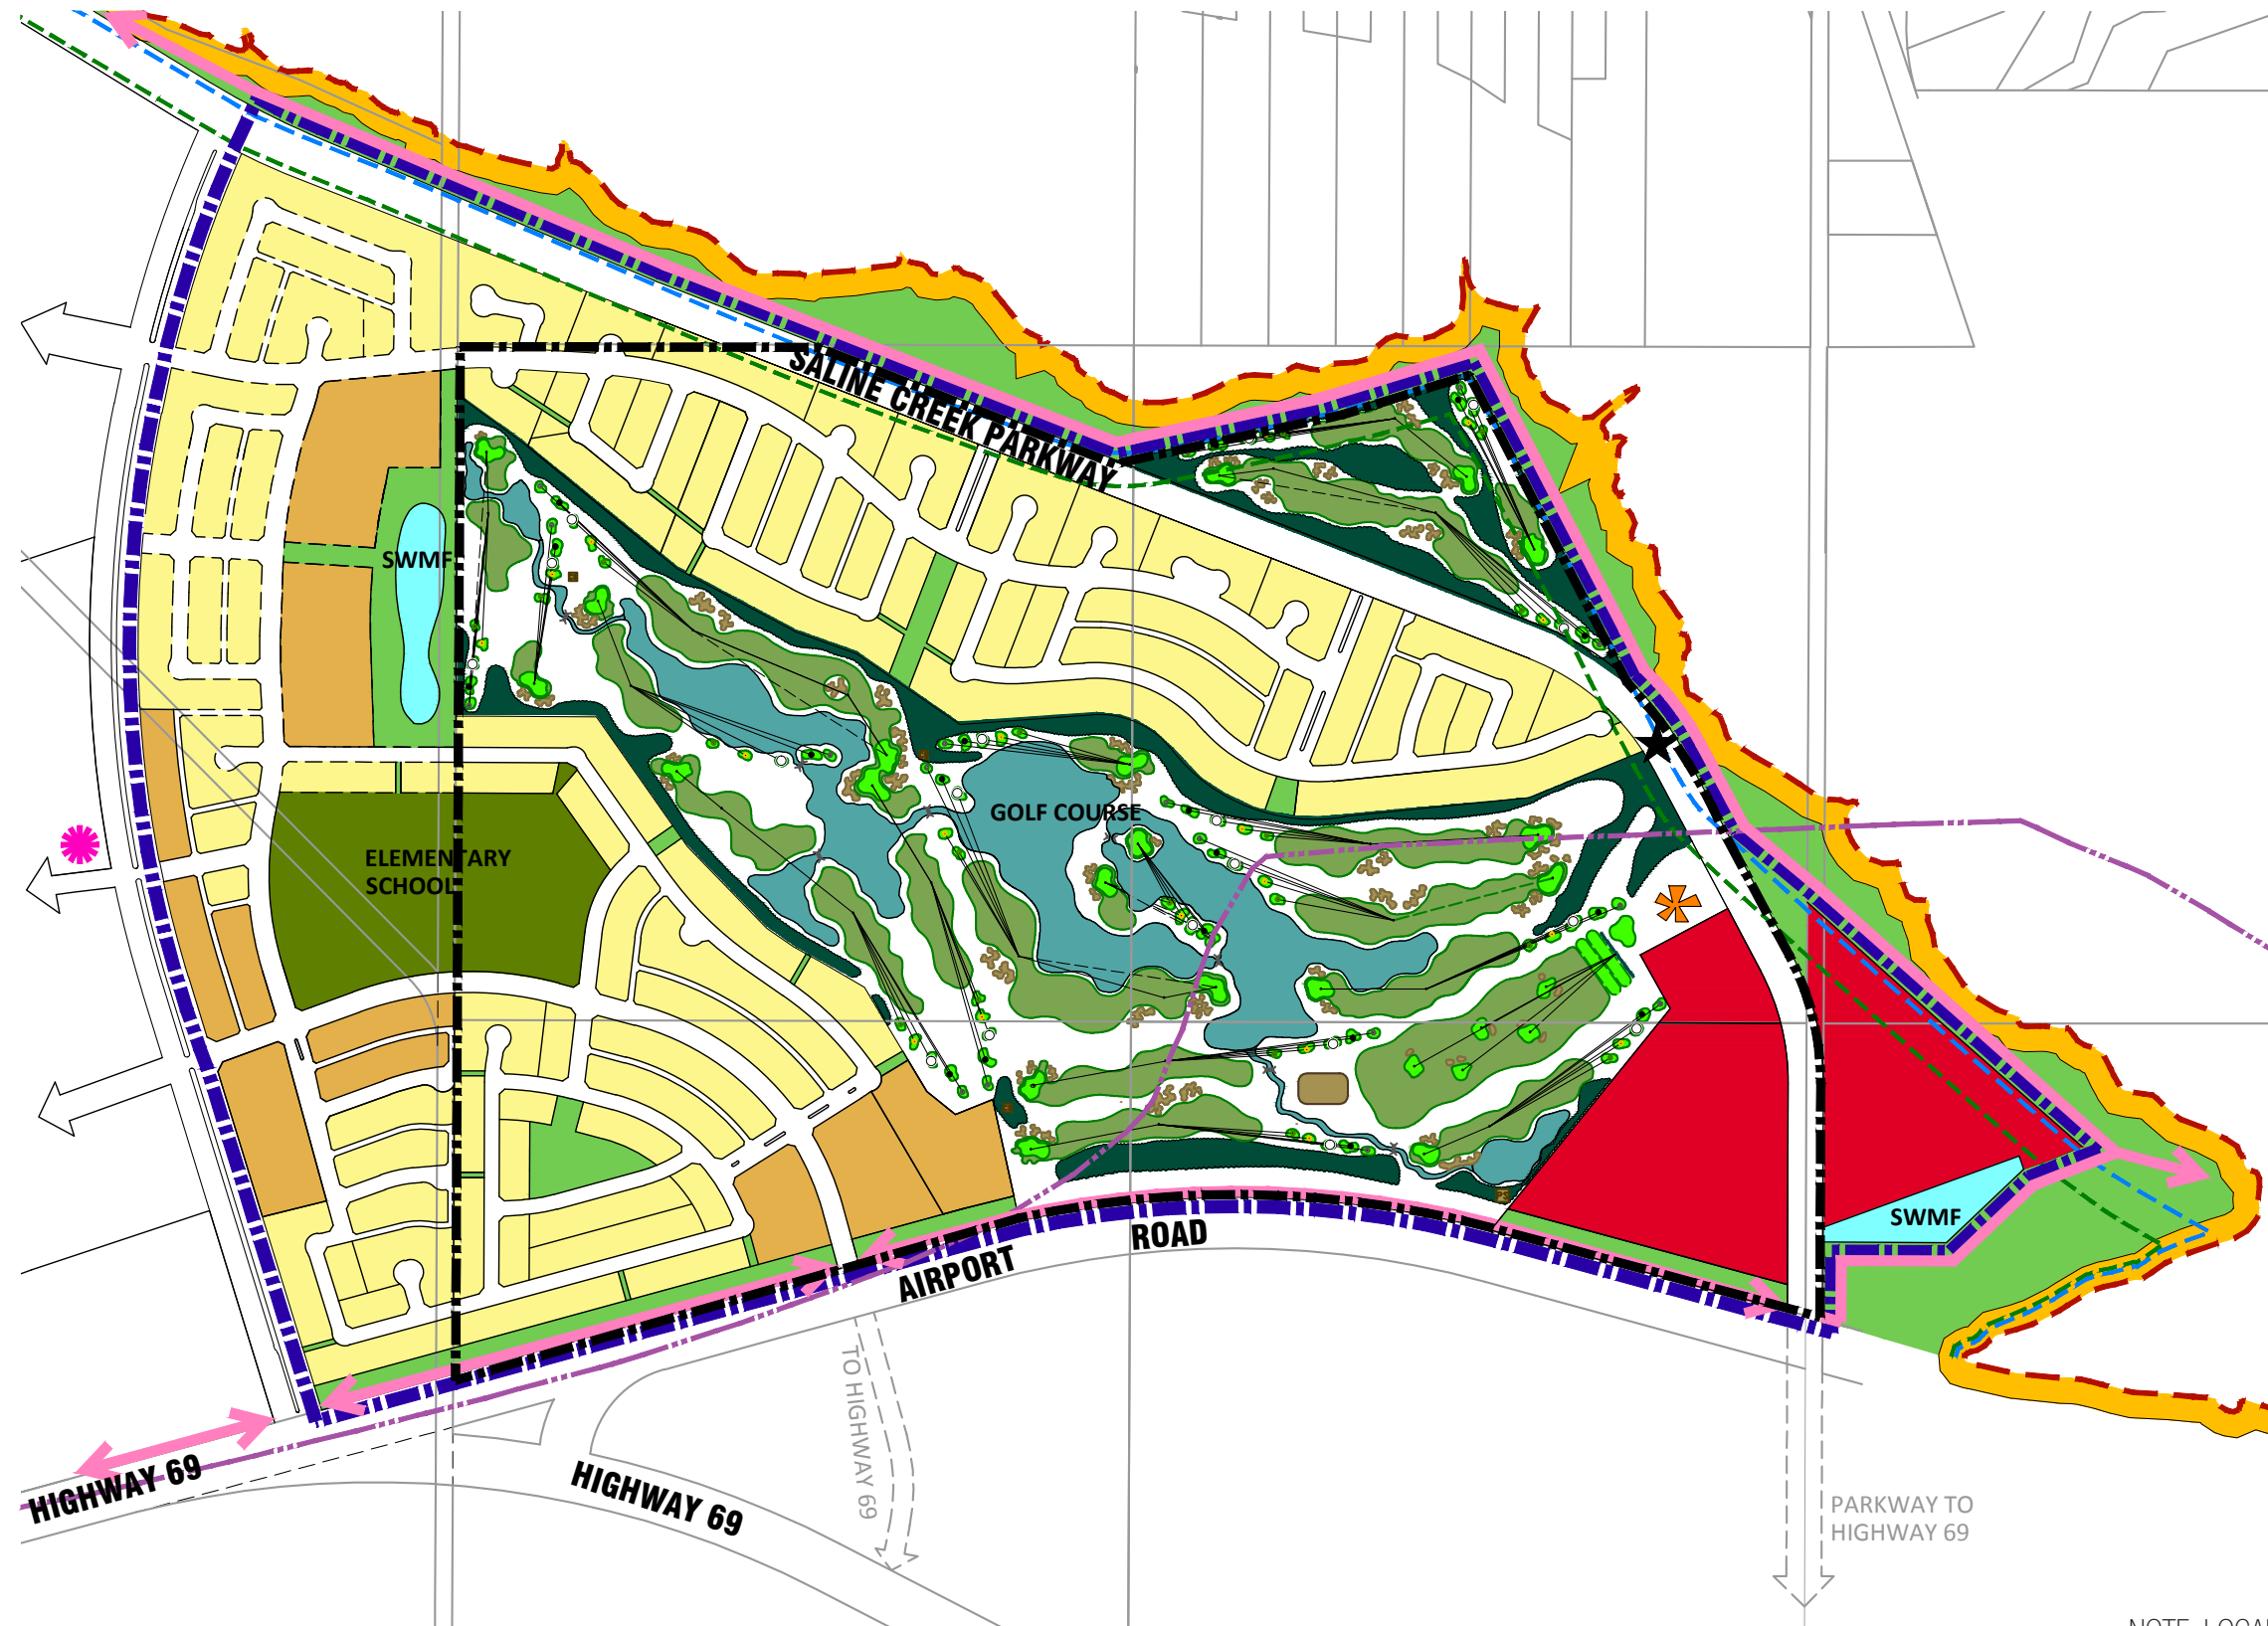 SALINE CREEK PARKWAY
SWMF
GOLF COURSE
ELEMENTARY
SCHOOL
SWMF
AIRPORT
ROAD
TO HIGHWAY 69
HIGHWAY 69
HIGHWAY 69
PARKWAY TO
HIGHWAY 69